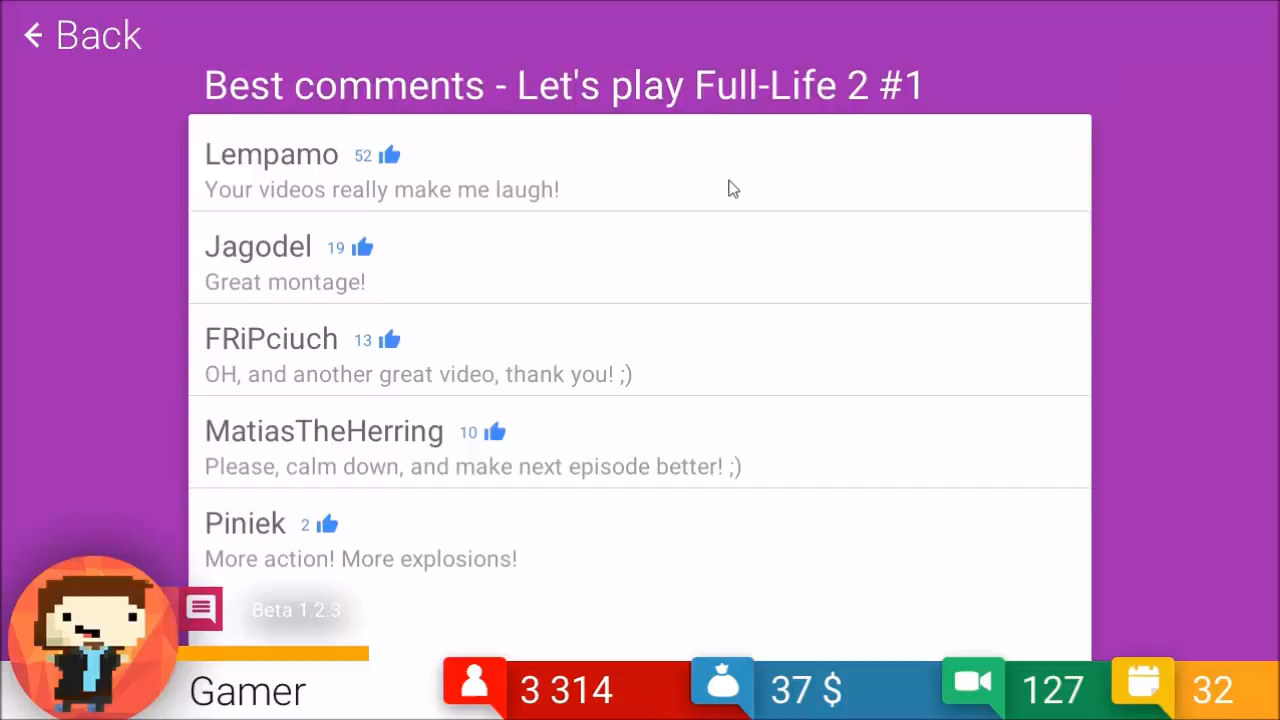 Back
Best comments - Let's play Full-Life 2 #1
Lempamo 52
Your videos really make me laugh!
Jagodel 19
Great montage!
FRiPciuch 13
OH, and another great video, thank you! ;)
MatiasTheHerring 10
Please, calm down, and make next episode better! ;)
Piniek 2
More action! More explosions!
Beta 1.2.3
Gamer 3 314 37 $ 127 32